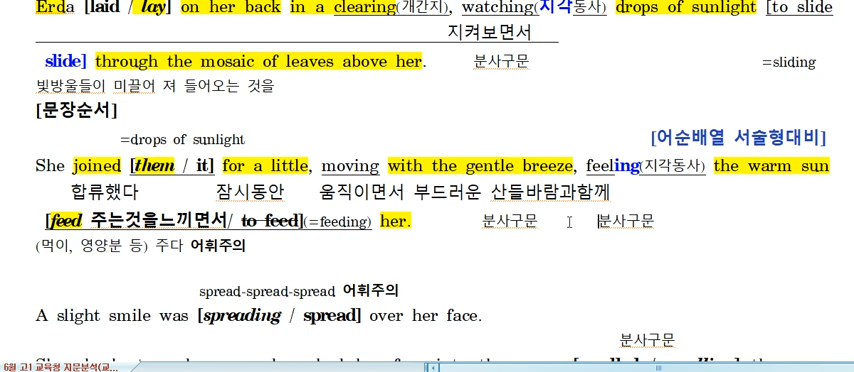 Erda [laid / lay] on her back in a clearing(개간지), watching(지각동사) drops of sunlight [to slide
지켜보면서
slide] through the mosaic of leaves above her. 분사구문 =sliding
빛방울들이 미끌어 져 들어오는 것을
[문장순서]
=drops of sunlight [어순배열 서술형대비]
She joined [them / it] for a little, moving with the gentle breeze, feeling(지각동사) the warm sun
합류했다 잠시동안 움직이면서 부드러운 산들바람과함께
[feed 주는것을느끼면서/ to feed](=feeding) her. 분사구문 분사구문
(먹이, 영양분 등) 주다 어휘주의
spread-spread-spread 어휘주의
A slight smile was [spreading / spread] over her face.
분사구문
6월 고1 교육청 지문분석(교...